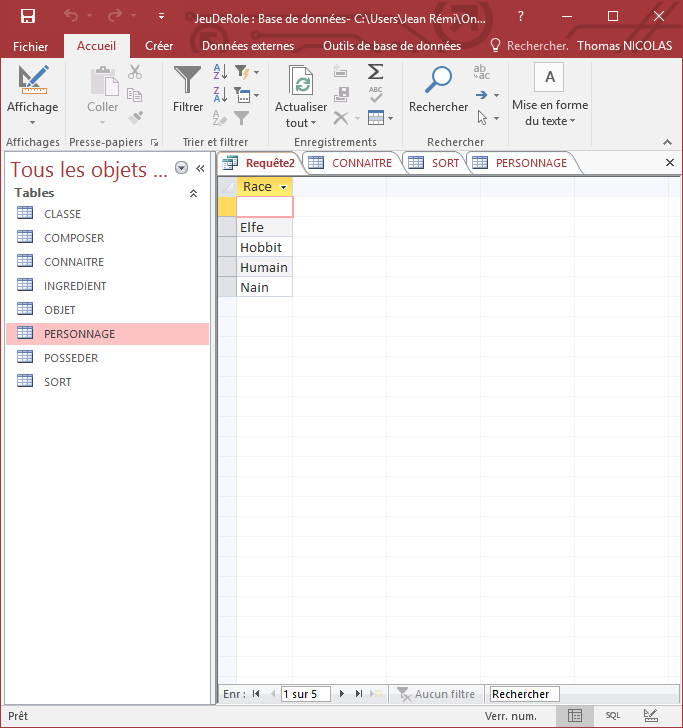 JeuDeRole : Base de données- C:\Users\Jean Rémi\On...
?
Fichier Accueil Créer Données externes Outils de base de données Rechercher. Thomas NICOLAS
Affichage
Coller
Filtrer
Actualiser
tout
Rechercher
ab
ac
A
Mise en forme
du texte
Affichages Presse-papiers Trier et filtrer Enregistrements Rechercher
Tous les objets ... «
Tables
CLASSE
COMPOSER
CONNAITRE
INGREDIENT
OBJET
PERSONNAGE
POSSEDER
SORT
Requête2 CONNAITRE SORT PERSONNAGE
Race
Elfe
Hobbit
Humain
Nain
Enr : 1 sur 5 Aucun filtre Rechercher
Prêt Verr. num. SQL